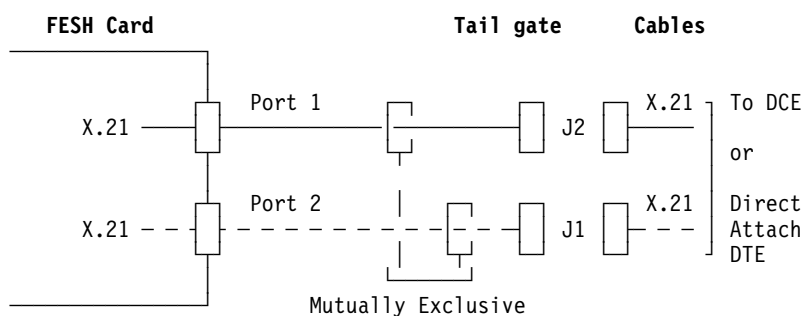 FESH Card Tail gate Cables
Port 1 X.21 To DCE
X.21 J2
or
Port 2 X.21 Direct
X.21 J1 Attach
DTE
Mutually Exclusive